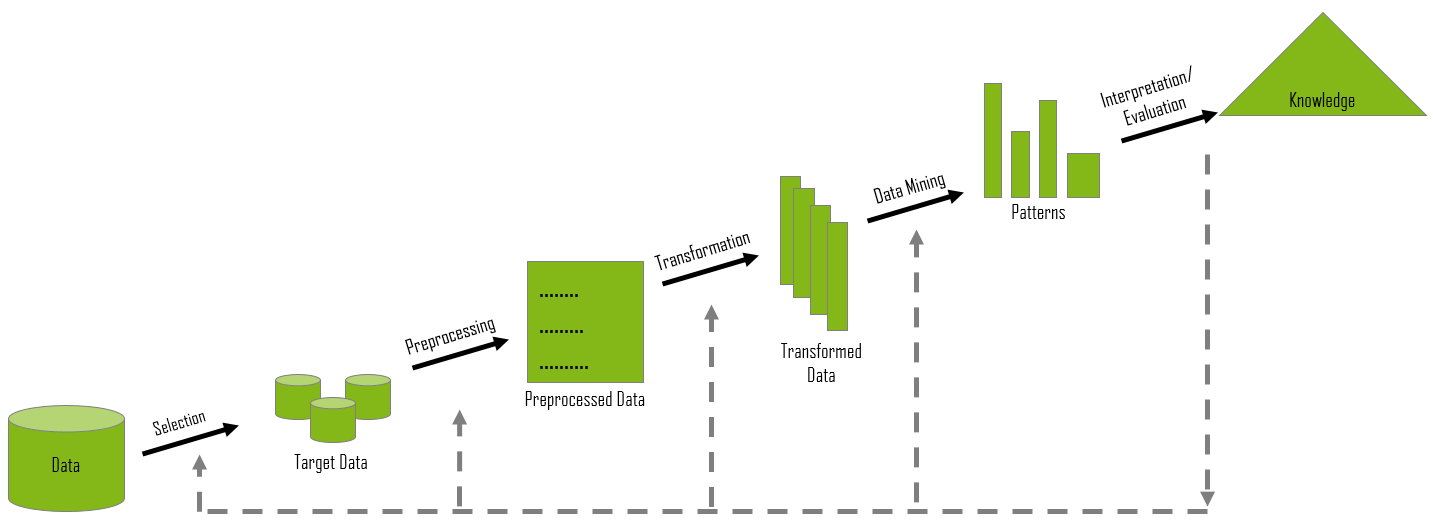 Data
Selection
Target Data
Preprocessing
........
.........
..........
Preprocessed Data
Transformation
Transformed
Data
Data Mining
Patterns
Interpretation/
Evaluation
Knowledge